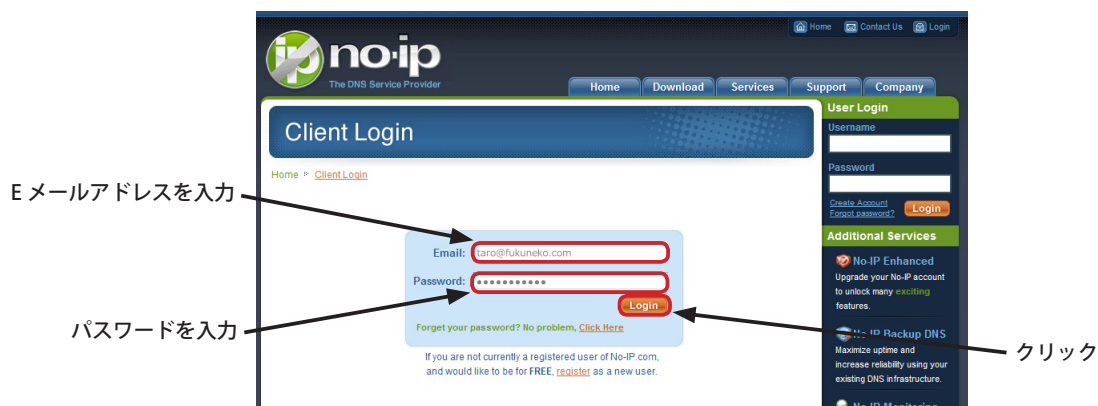 Home Contact Us Login
ip no·ip
The DNS Service Provider
Home Download Services Support Company
Client Login
Home Client Login
Eメールアドレスを入力
Email: taro@fukuneko.com
Password: ●●●●●●●●●●●
Login
パスワードを入力
Forget your password? No problem, Click Here
クリック
If you are not currently a registered user of No-IP.com,
and would like to be for FREE, register as a new user.
User Login
Username
Password
Create Account
Forgot password?
Login
Additional Services
No-IP Enhanced
Upgrade your No-IP account
to unlock many exciting
features.
No-IP Backup DNS
Maximize uptime and
increase reliability using your
existing DNS infrastructure.
No-IP Monitoring